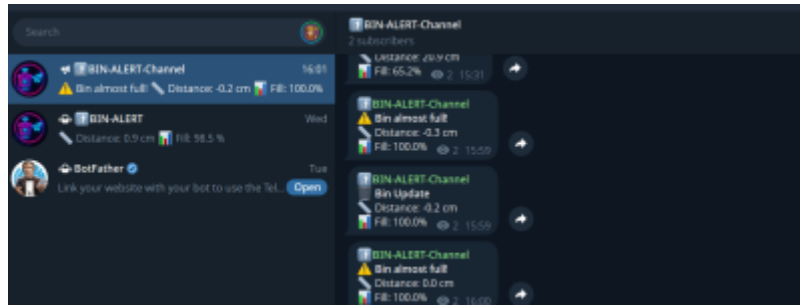 Search
BIN-ALERT-Channel
16:01
Bin almost full! Distance: -0.2 cm Fill: 100.0%
BIN-ALERT
Wed
Distance: 0.9 cm Fill: 98.5 %
BotFather
Tue
Link your website with your bot to use the Tel...
Open
BIN-ALERT-Channel
2 subscribers
Distance: 20.9 cm
Fill: 65.2% 2 15:31
BIN-ALERT-Channel
Bin almost full!
Distance: -0.3 cm
Fill: 100.0% 2 15:59
BIN-ALERT-Channel
Bin Update
Distance: -0.2 cm
Fill: 100.0% 2 15:59
BIN-ALERT-Channel
Bin almost full!
Distance: 0.0 cm
Fill: 100.0% 2 16:00